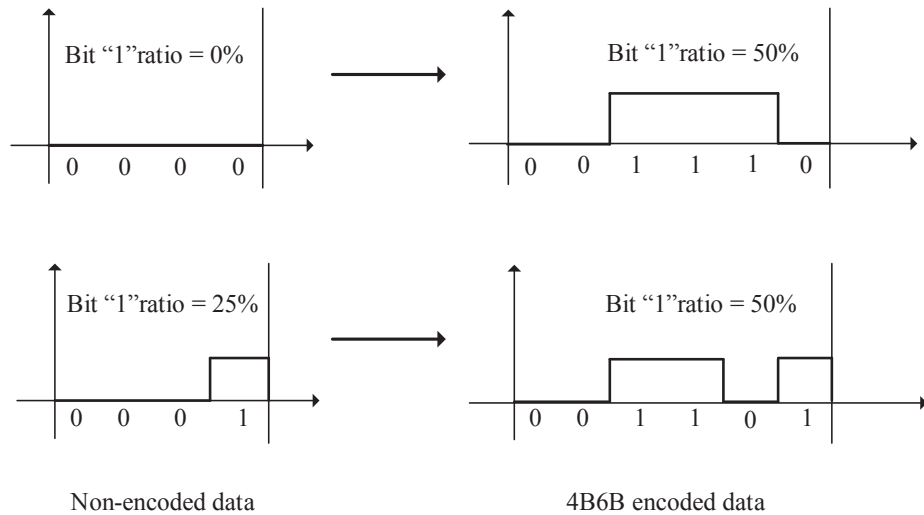 Bit “1”ratio = 0%
Bit “1”ratio = 50%
0 0 0 0
0 0 1 1 1 0
Bit “1”ratio = 25%
Bit “1”ratio = 50%
0 0 0 1
0 0 1 1 0 1
Non-encoded data
4B6B encoded data